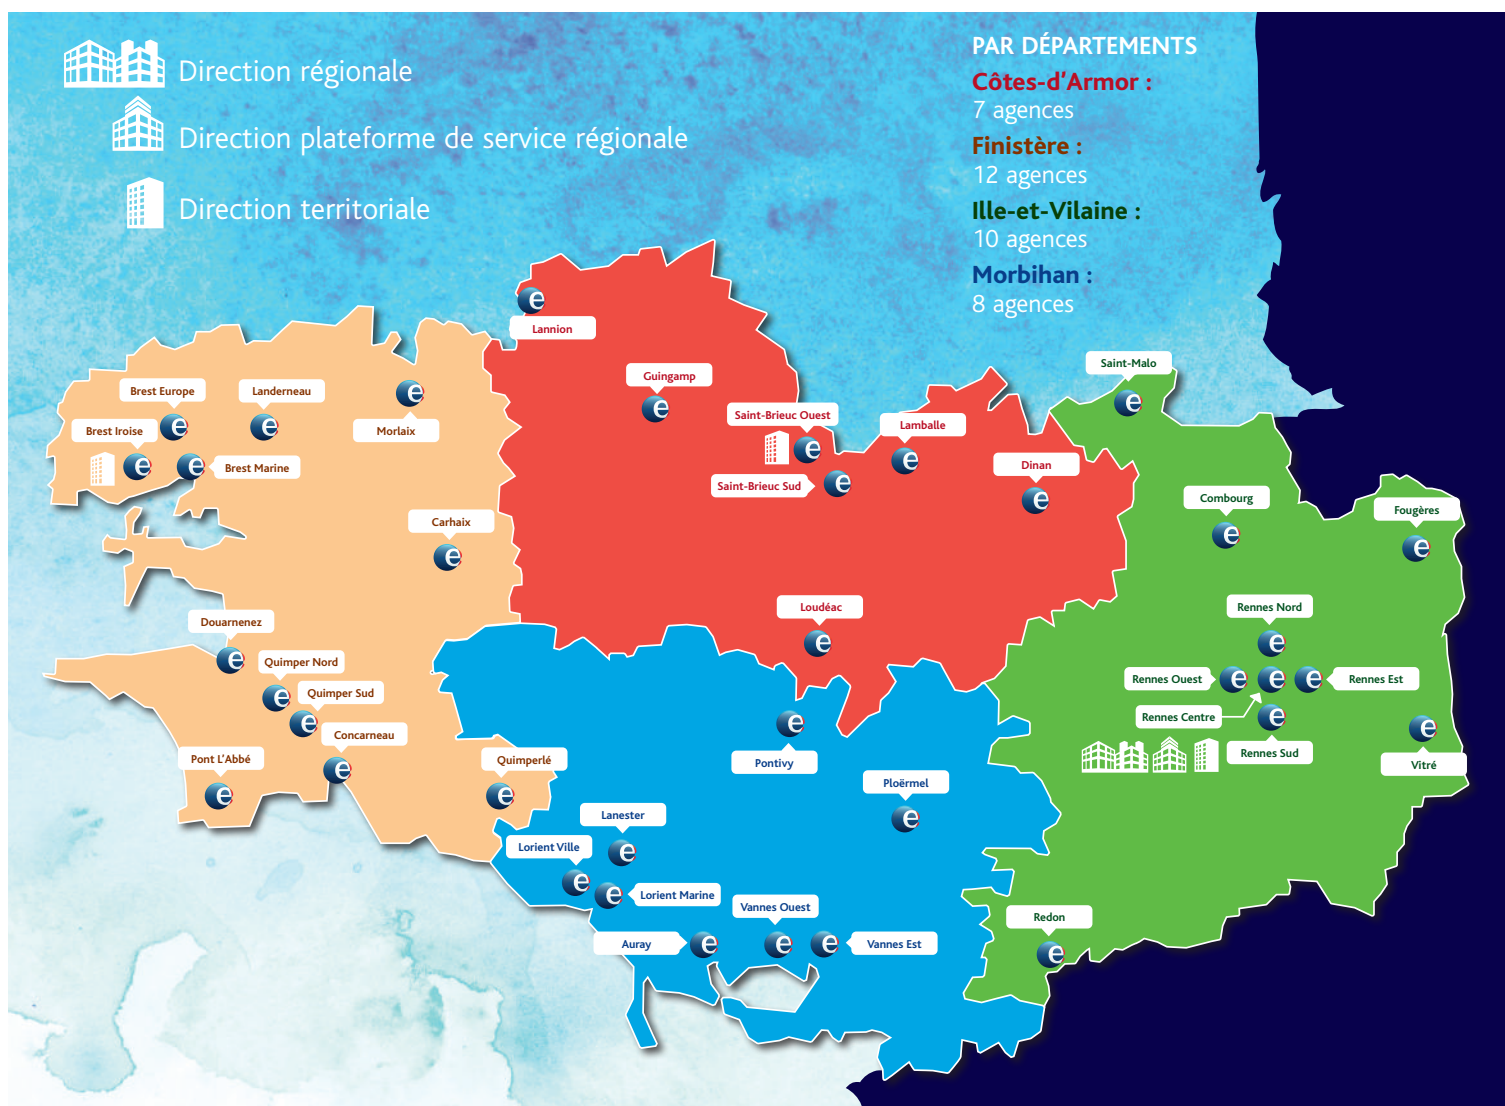 Direction régionale
Direction plateforme de service régionale
Direction territoriale
PAR DÉPARTEMENTS
Côtes-d’Armor :
7 agences
Finistère :
12 agences
Ille-et-Vilaine :
10 agences
Morbihan :
8 agences
Lannion
Guingamp
Saint-Brieuc Ouest
Lamballe
Saint-Brieuc Sud
Dinan
Loudéac
Brest Europe
Landerneau
Brest Iroise
Morlaix
Brest Marine
Carhaix
Douarnenez
Quimper Nord
Quimper Sud
Concarneau
Pont L’Abbé
Quimperlé
Saint-Malo
Combourg
Fougères
Rennes Nord
Rennes Ouest
Rennes Est
Rennes Centre
Rennes Sud
Vitré
Redon
Pontivy
Ploërmel
Lanester
Lorient Ville
Lorient Marine
Vannes Ouest
Auray
Vannes Est